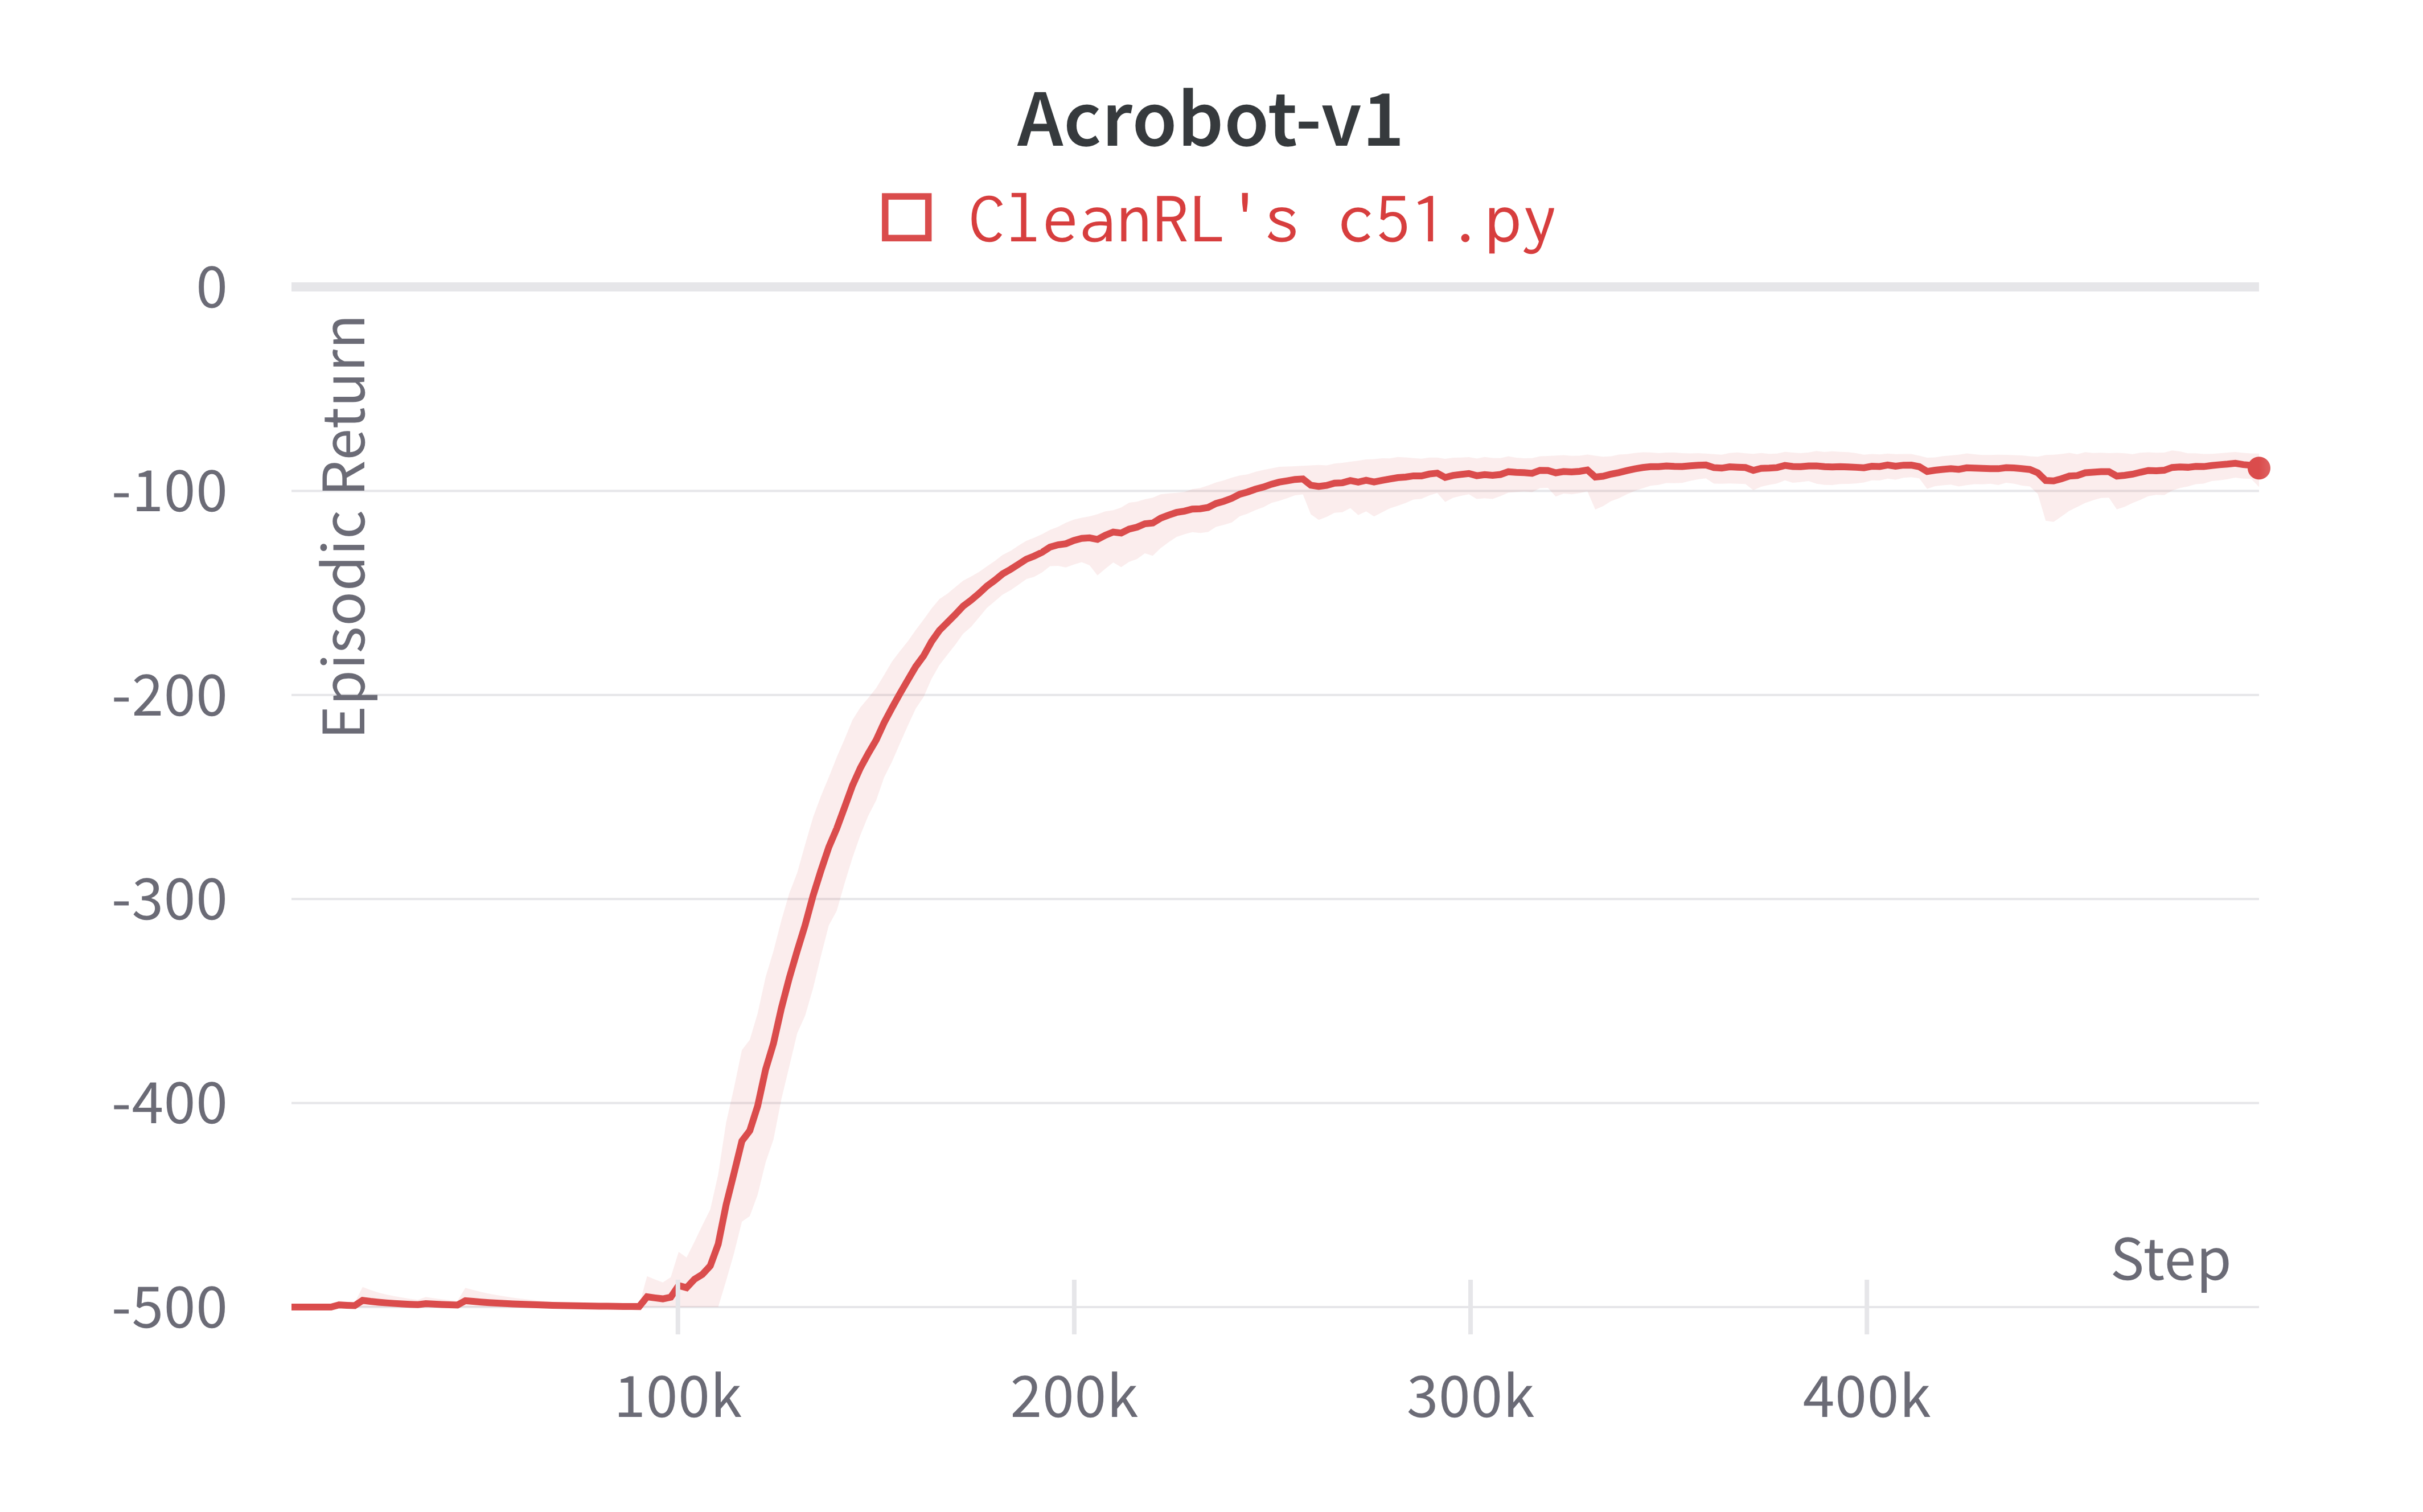 Acrobot-v1
CleanRL's c51.py
0
-100
-200
-300
-400
-500
Episodic Return
Step
100k
200k
300k
400k